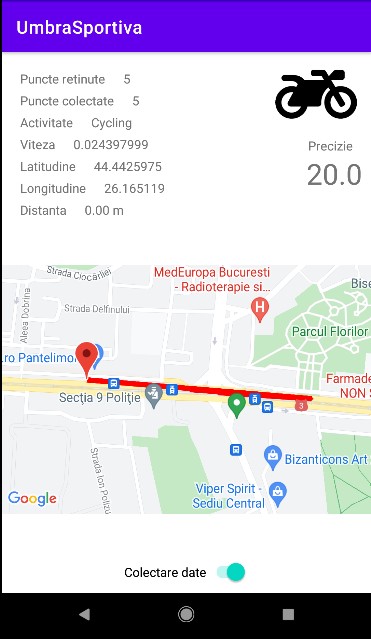 UmbraSportiva
Puncte retinute 5
Puncte colectate 5
Activitate Cycling
Viteza 0.024397999
Latitudine 44.4425975
Longitudine 26.165119
Distanta 0.00 m
Precizie
20.0
Strada Ciocârliei
MedEuropa Bucuresti
- Radioterapie si...
H
Bise
Aleea Dobrina
Strada Delfinului
Parcul Florilor
ro Pantelimo
Farmade
NON S
Secția 9 Poliție
3
Strada Ion Polizu
Bizanticons Art
Viper Spirit -
Sediu Central
Google
Colectare date